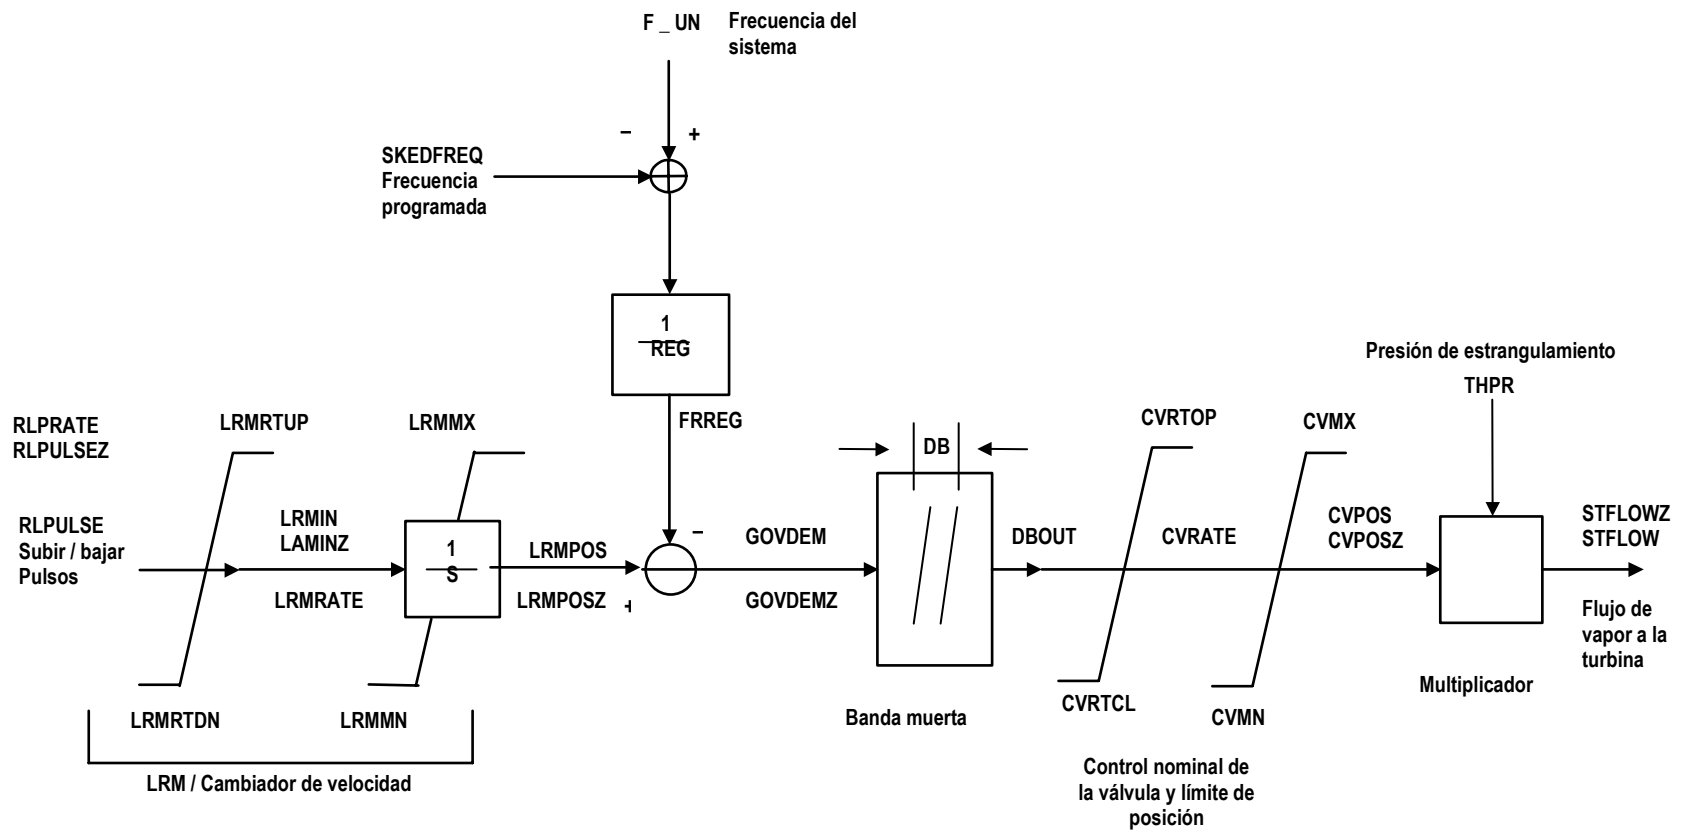 F _ UN
Frecuencia del
sistema
–
+
SKEDFREQ
Frecuencia
programada
1
REG
FRREG
Presión de estrangulamiento
THPR
RLPRATE
RLPULSEZ
LRMRTUP
LRMMX
DB
CVRTOP
CVMX
RLPULSE
Subir / bajar
Pulsos
LRMIN
LAMINZ
LRMRATE
1
S
LRMPOS
LRMPOSZ
+
–
GOVDEM
GOVDEMZ
DBOUT
CVRATE
CVPOS
CVPOSZ
STFLOWZ
STFLOW
Flujo de
vapor a la
turbina
Multiplicador
LRMRTDN
LRMMN
Banda muerta
CVRTCL
CVMN
LRM / Cambiador de velocidad
Control nominal de
la válvula y límite de
posición